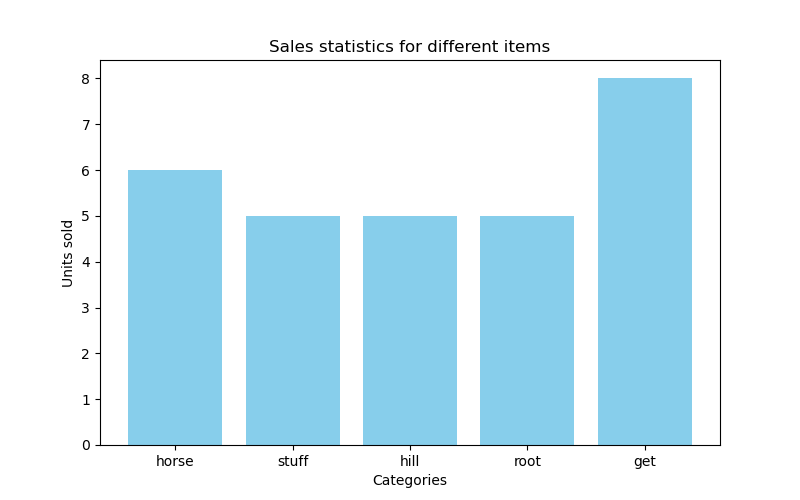 Sales statistics for different items
Units sold
8
7
6
5
4
3
2
1
0
horse stuff hill root get
Categories